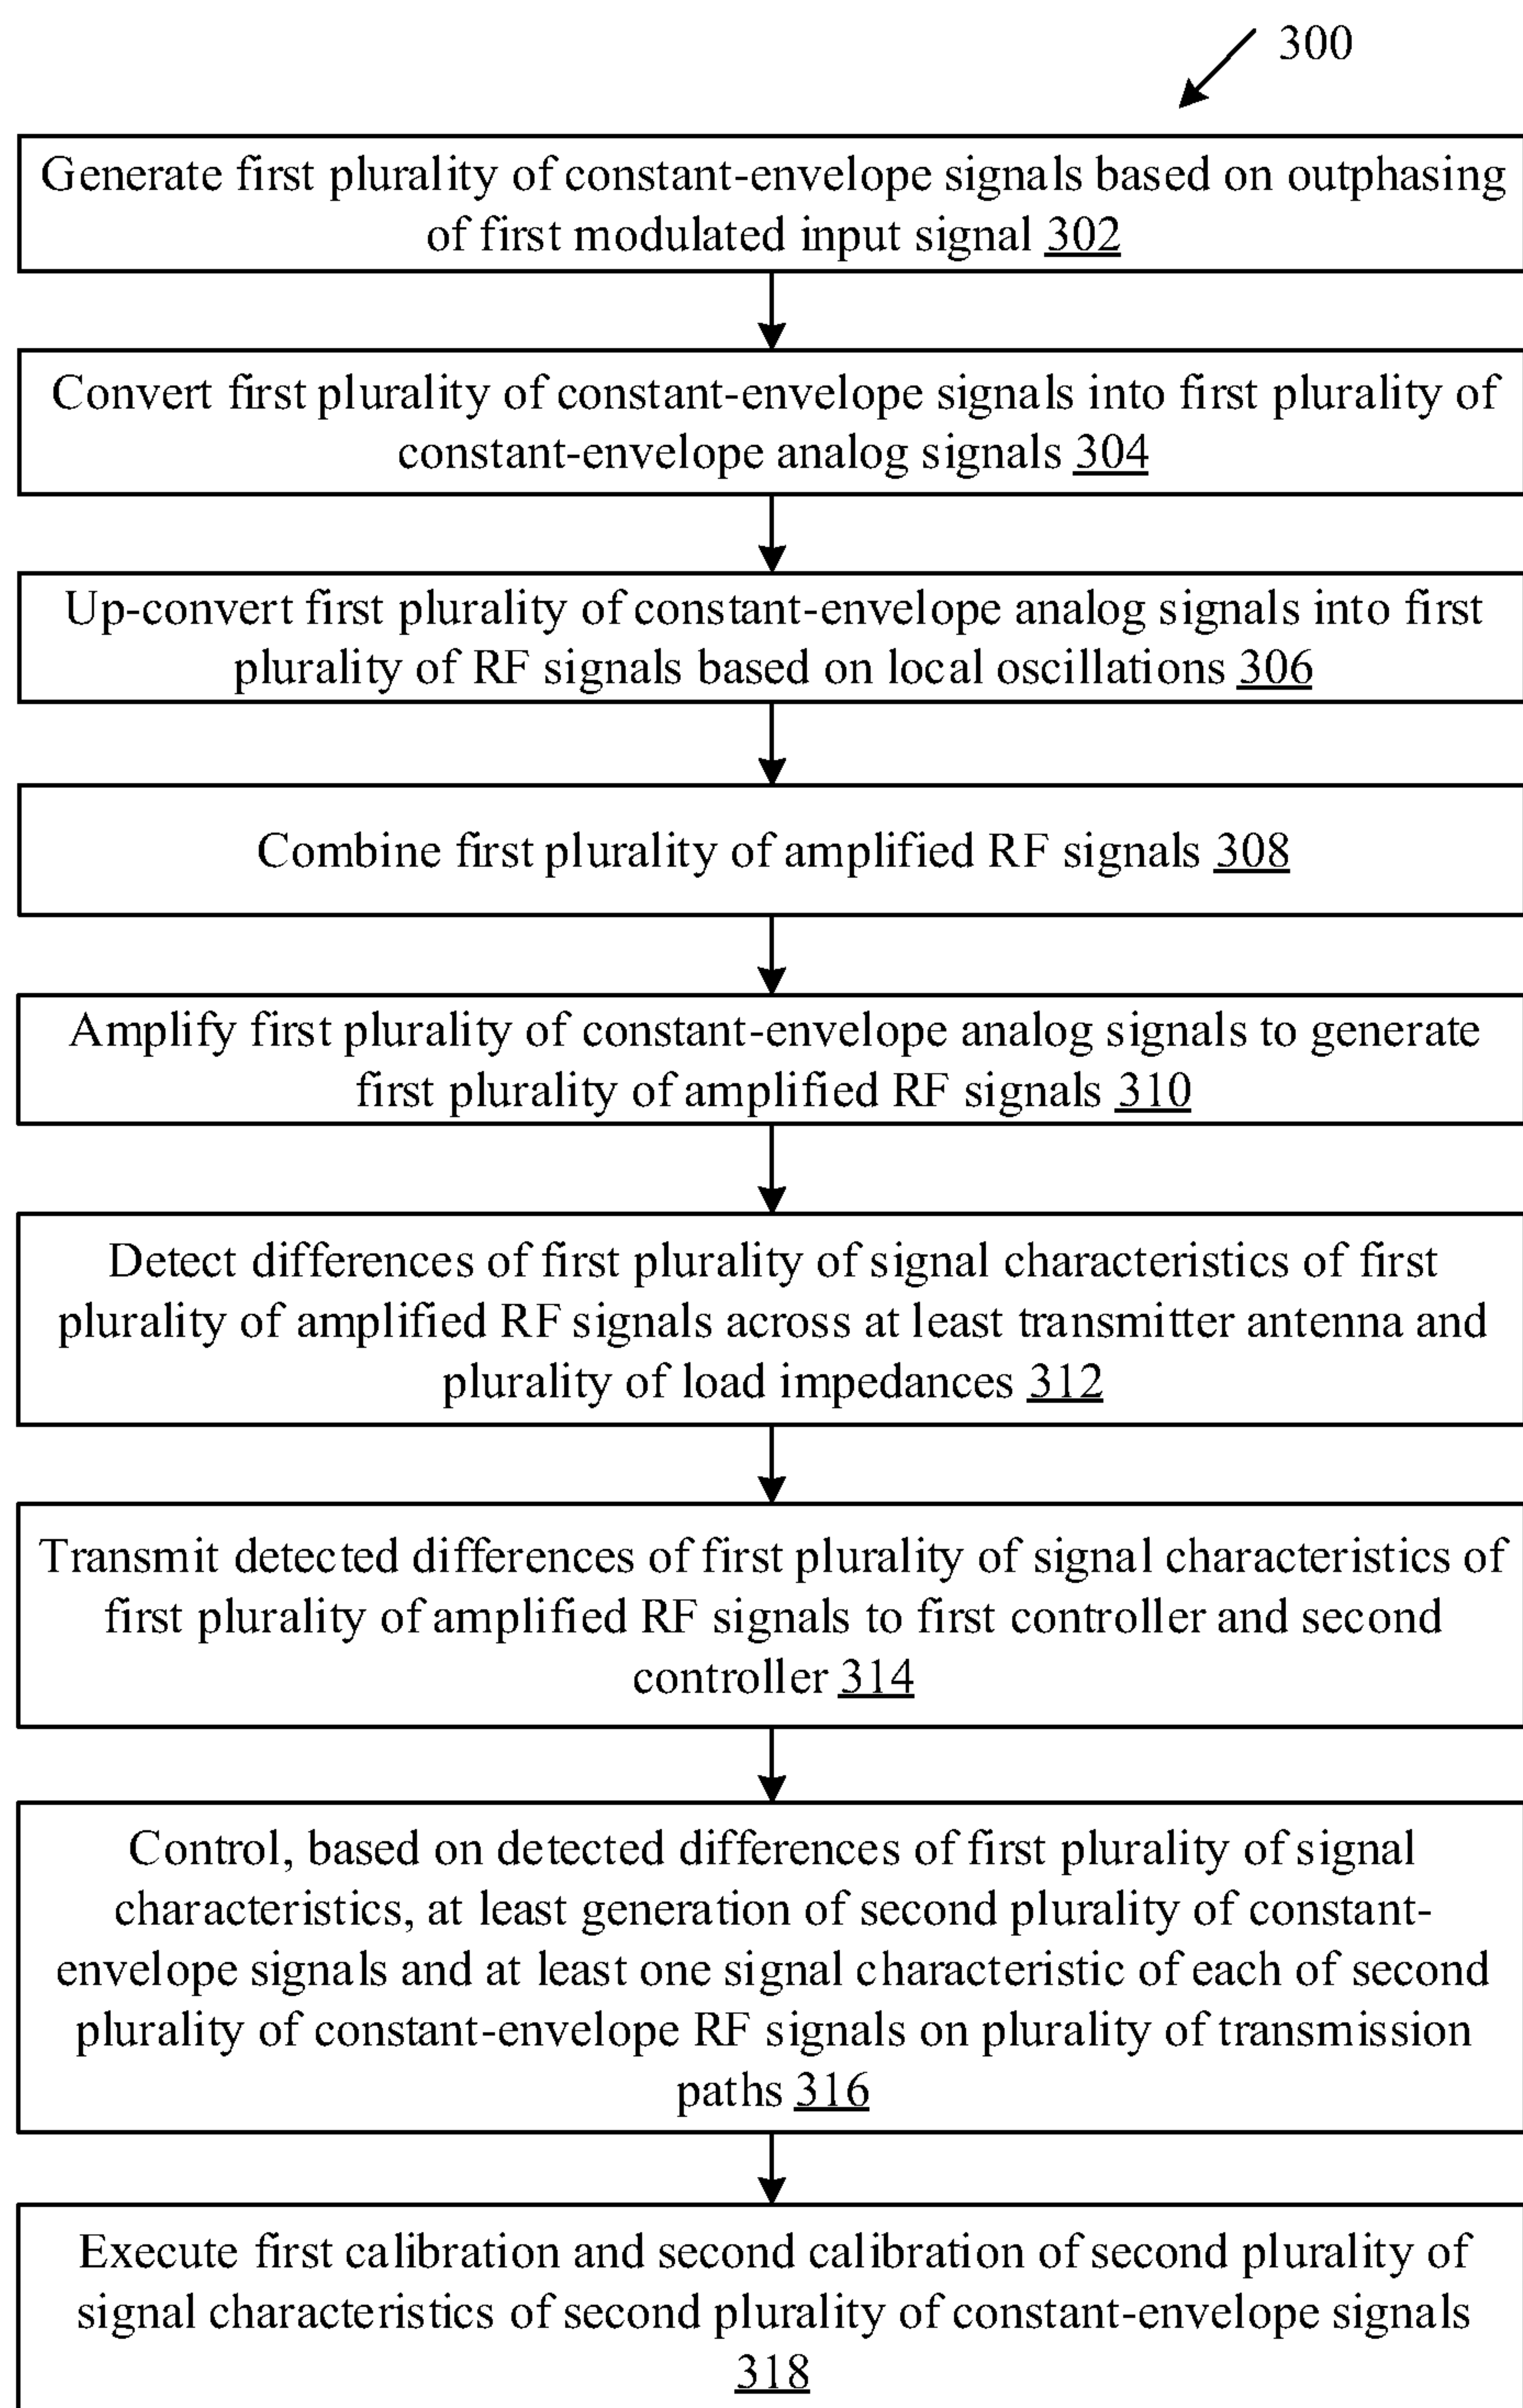 300
Generate first plurality of constant-envelope signals based on outphasing
of first modulated input signal 302
Convert first plurality of constant-envelope signals into first plurality of
constant-envelope analog signals 304
Up-convert first plurality of constant-envelope analog signals into first
plurality of RF signals based on local oscillations 306
Combine first plurality of amplified RF signals 308
Amplify first plurality of constant-envelope analog signals to generate
first plurality of amplified RF signals 310
Detect differences of first plurality of signal characteristics of first
plurality of amplified RF signals across at least transmitter antenna and
plurality of load impedances 312
Transmit detected differences of first plurality of signal characteristics of
first plurality of amplified RF signals to first controller and second
controller 314
Control, based on detected differences of first plurality of signal
characteristics, at least generation of second plurality of constant-
envelope signals and at least one signal characteristic of each of second
plurality of constant-envelope RF signals on plurality of transmission
paths 316
Execute first calibration and second calibration of second plurality of
signal characteristics of second plurality of constant-envelope signals
318